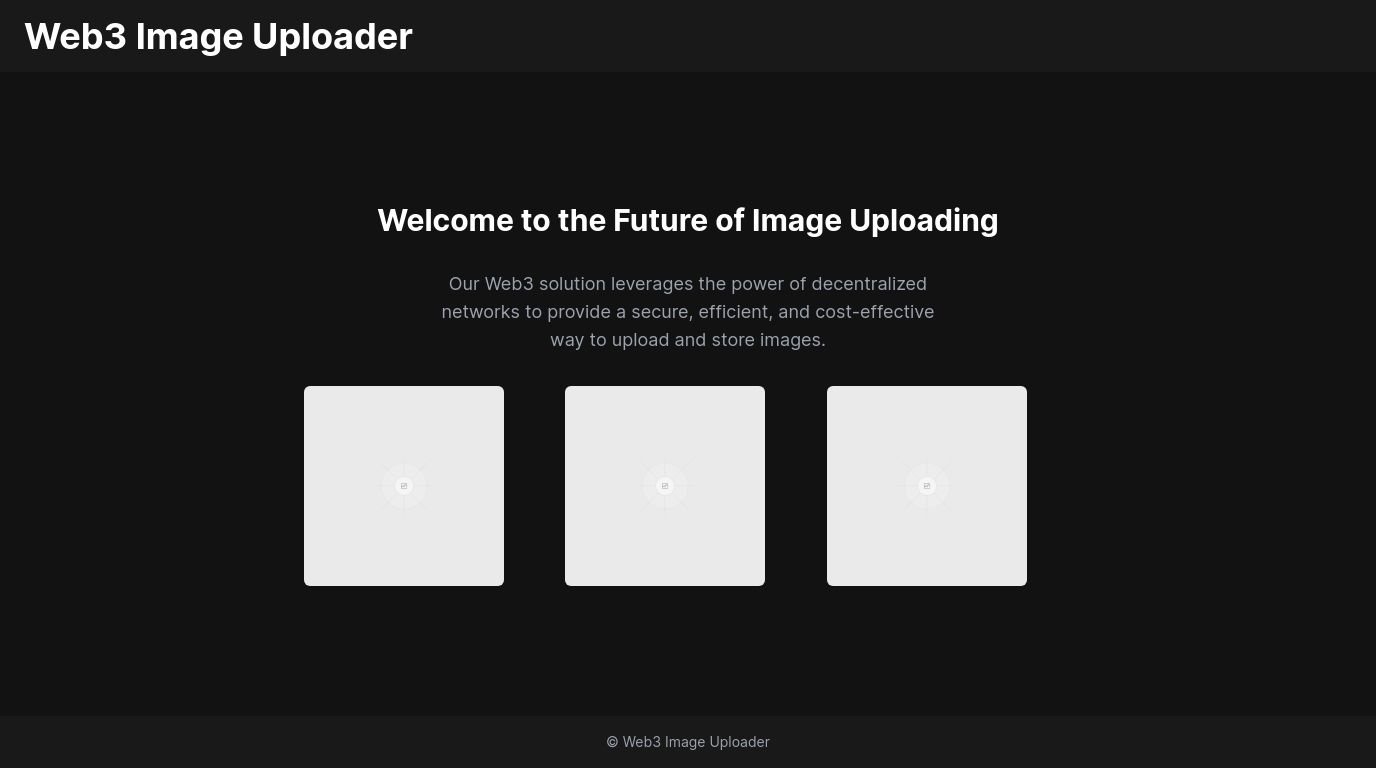 Web3 Image Uploader
Welcome to the Future of Image Uploading
Our Web3 solution leverages the power of decentralized
networks to provide a secure, efficient, and cost-effective
way to upload and store images.
© Web3 Image Uploader